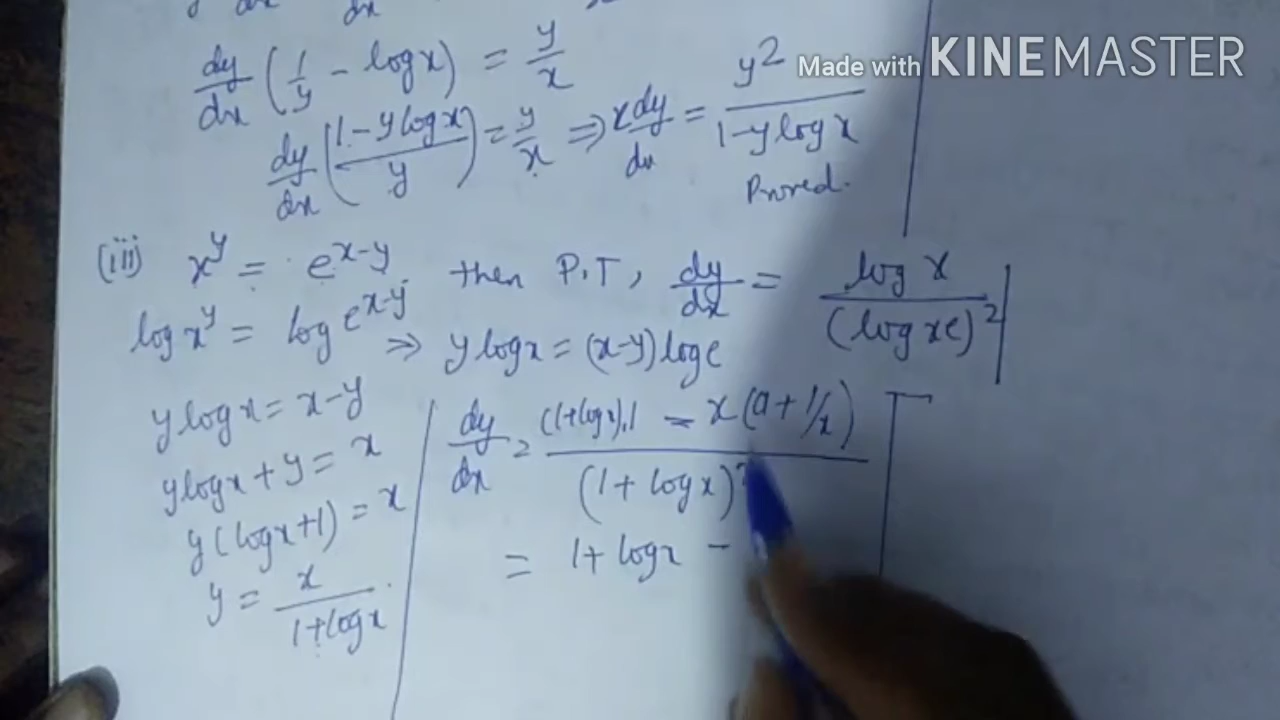 Made with KINEMASTER
dy/dx (1/y - log x) = y/x
dy/dx ((1 - y log x)/y) = y/x ⇒ x dy/dx = y²/(1 - y log x)
Proved.
(iii) x^y = e^(x-y) then P.T, dy/dx = log x/(log xe)²
log x^y = log e^(x-y) ⇒ y log x = (x-y) log e
y log x = x - y
y log x + y = x
y (log x + 1) = x
y = x/(1 + log x)
dy/dx = ((1 + log x).1 - x(0 + 1/x))/(1 + log x)²
= 1 + log x -